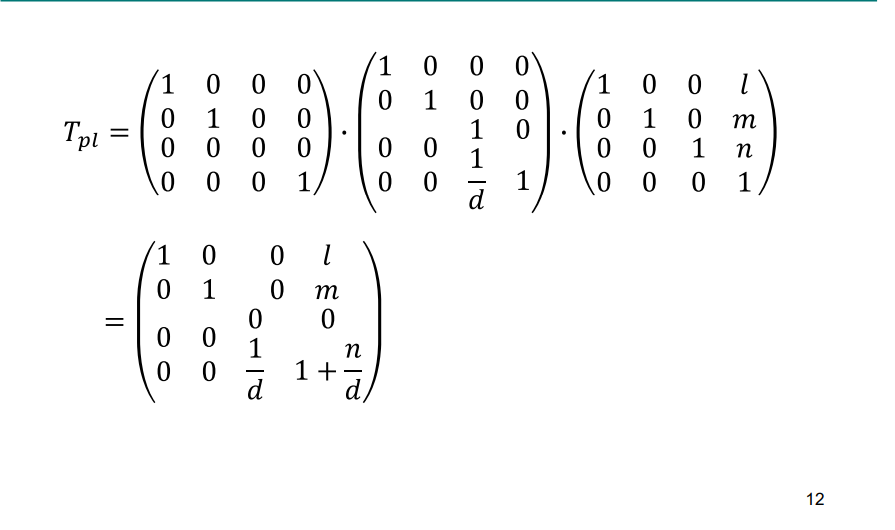 T_{pl} = \begin{pmatrix} 1 & 0 & 0 & 0 \\ 0 & 1 & 0 & 0 \\ 0 & 0 & 0 & 0 \\ 0 & 0 & 0 & 1 \end{pmatrix} \cdot \begin{pmatrix} 1 & 0 & 0 & 0 \\ 0 & 1 & 0 & 0 \\ 0 & 0 & 1 & 0 \\ 0 & 0 & \frac{1}{d} & 1 \end{pmatrix} \cdot \begin{pmatrix} 1 & 0 & 0 & l \\ 0 & 1 & 0 & m \\ 0 & 0 & 1 & n \\ 0 & 0 & 0 & 1 \end{pmatrix}
= \begin{pmatrix} 1 & 0 & 0 & l \\ 0 & 1 & 0 & m \\ 0 & 0 & 0 & 0 \\ 0 & 0 & \frac{1}{d} & 1 + \frac{n}{d} \end{pmatrix}
12